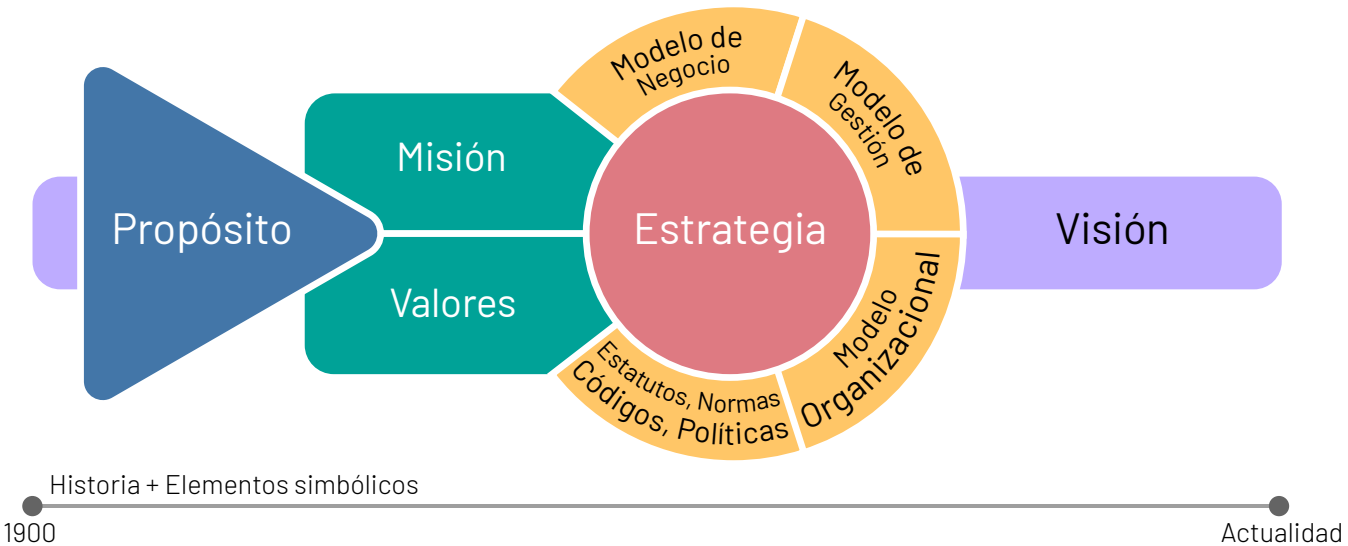 Propósito
Misión
Valores
Estrategia
Modelo de
Negocio
Modelo de
Gestión
Modelo
Organizacional
Estatutos, Normas
Códigos, Políticas
Visión
Historia + Elementos simbólicos
1900
Actualidad